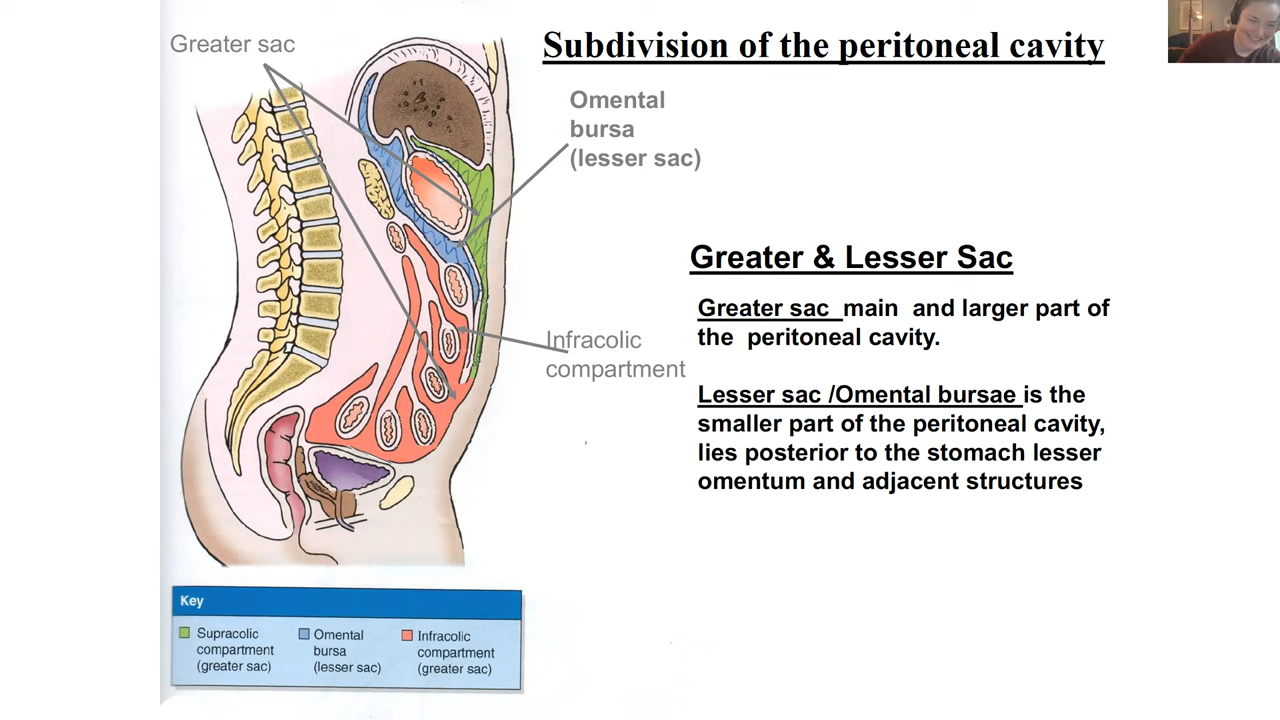 Greater sac
Subdivision of the peritoneal cavity
Omental
bursa
(lesser sac)
Greater & Lesser Sac
Greater sac main and larger part of
the peritoneal cavity.
Infracolic
compartment
Lesser sac /Omental bursae is the
smaller part of the peritoneal cavity,
lies posterior to the stomach lesser
omentum and adjacent structures
Key
Supracolic
compartment
(greater sac)
Omental
bursa
(lesser sac)
Infracolic
compartment
(greater sac)